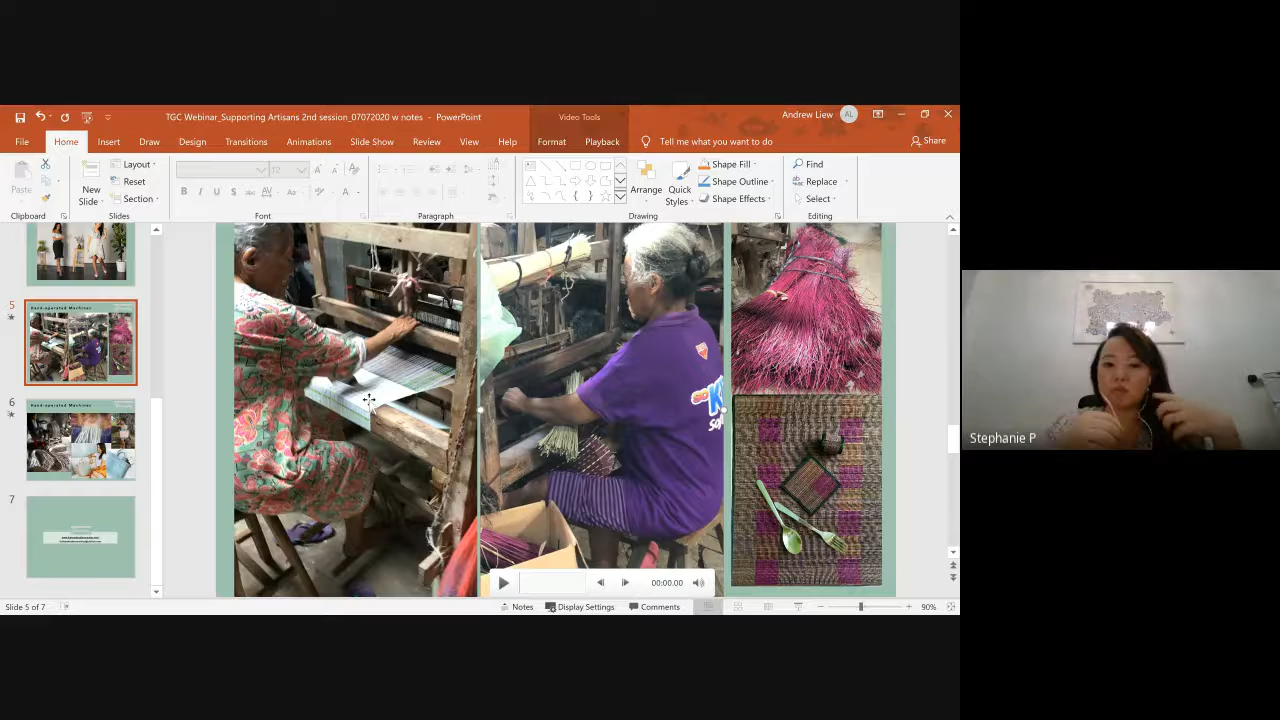 TGC Webinar_Supporting Artisans 2nd session_07072020 w notes - PowerPoint
Video Tools
Andrew Liew
AL
File
Home
Insert
Draw
Design
Transitions
Animations
Slide Show
Review
View
Help
Format
Playback
Tell me what you want to do
Share
Paste
New
Slide
Layout
Reset
Section
Shape Fill
Shape Outline
Shape Effects
Arrange
Quick
Styles
Find
Replace
Select
Clipboard
Slides
Font
Paragraph
Drawing
Editing
5
Hand-operated Machines
6
7
00:00.00
Slide 5 of 7
Notes
Display Settings
Comments
90%
Stephanie P